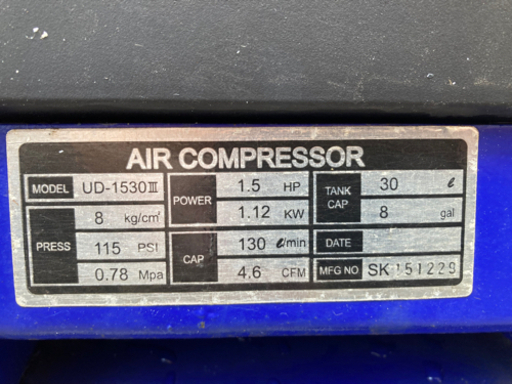 AIR COMPRESSOR
MODEL UD-1530Ⅲ
PRESS
8 kg/cm²
115 PSI
0.78 Mpa
POWER
1.5 HP
1.12 KW
CAP
130 ℓ/min
4.6 CFM
TANK CAP
30 ℓ
8 gal
DATE
MFG NO SK151229